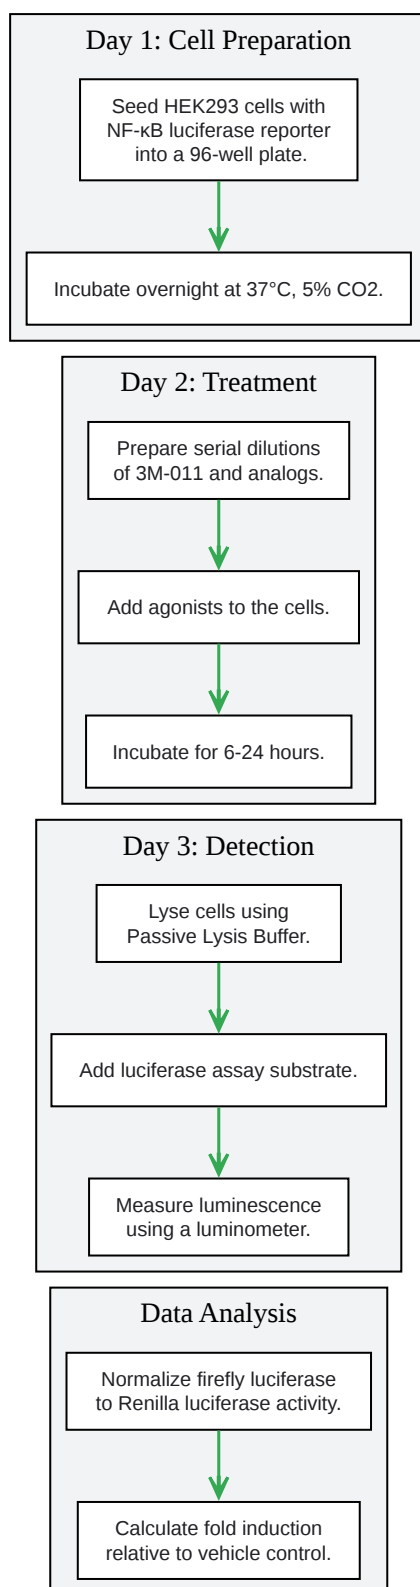 Day 1: Cell Preparation
Seed HEK293 cells with
NF-κB luciferase reporter
into a 96-well plate.
Incubate overnight at 37°C, 5% CO2.
Day 2: Treatment
Prepare serial dilutions
of 3M-011 and analogs.
Add agonists to the cells.
Incubate for 6-24 hours.
Day 3: Detection
Lyse cells using
Passive Lysis Buffer.
Add luciferase assay substrate.
Measure luminescence
using a luminometer.
Data Analysis
Normalize firefly luciferase
to Renilla luciferase activity.
Calculate fold induction
relative to vehicle control.